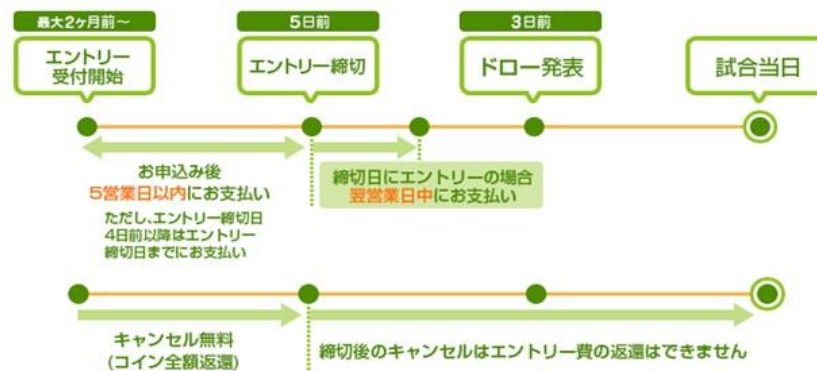 最大2ヶ月前～
5日前
3日前
エントリー
受付開始
エントリー締切
ドロー発表
試合当日
お申込み後
5営業日以内にお支払い
ただし、エントリー締切日
4日前以降はエントリー
締切日までにお支払い
締切日にエントリーの場合
翌営業日中にお支払い
キャンセル無料
(コイン全額返還)
締切後のキャンセルはエントリー費の返還はできません